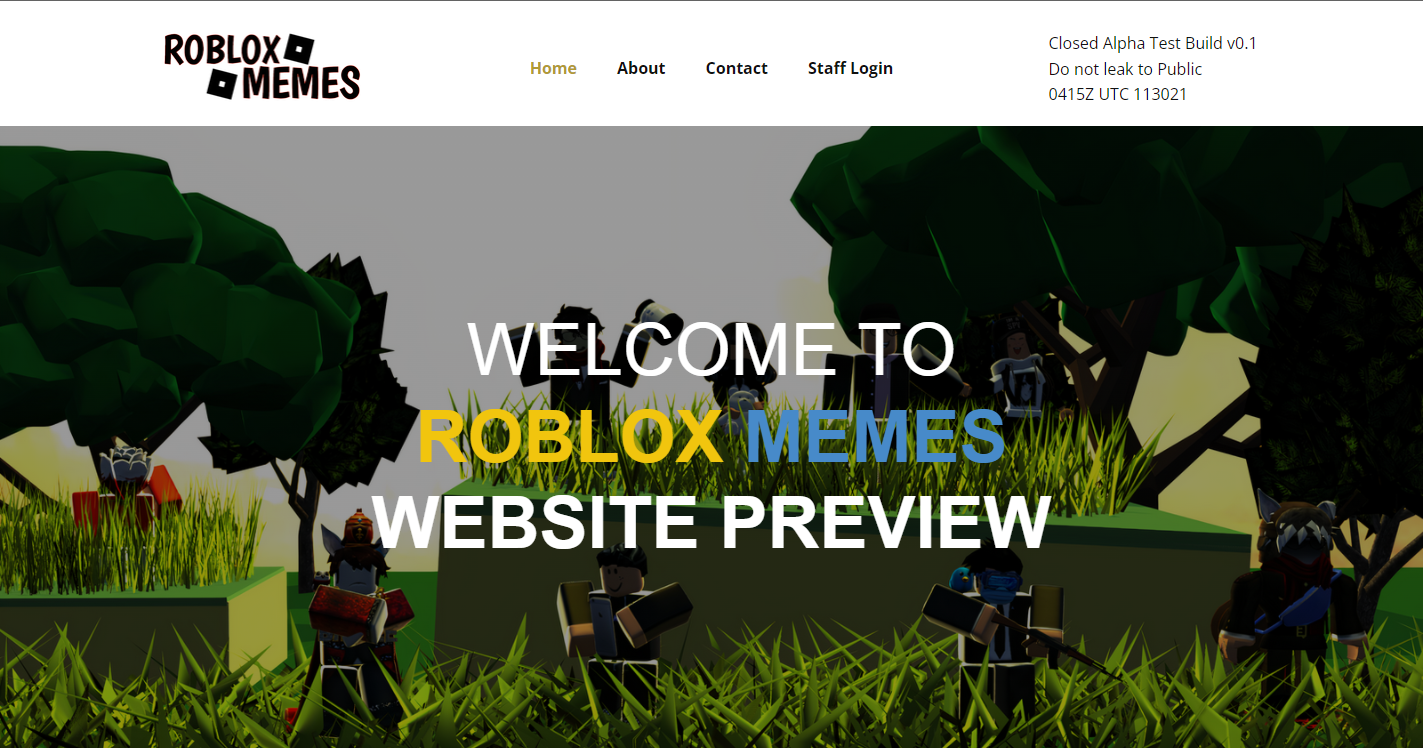 ROBLOX
MEMES
Home About Contact Staff Login
Closed Alpha Test Build v0.1
Do not leak to Public
0415Z UTC 113021
WELCOME TO
ROBLOX MEMES
WEBSITE PREVIEW